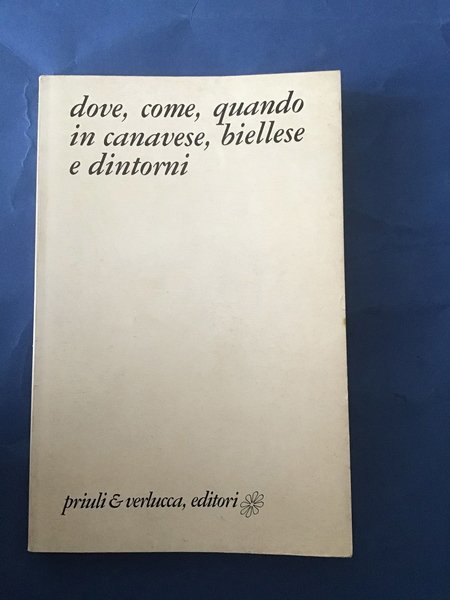 dove, come, quando
in canavese, biellese
e dintorni
priuli & verlucca, editori